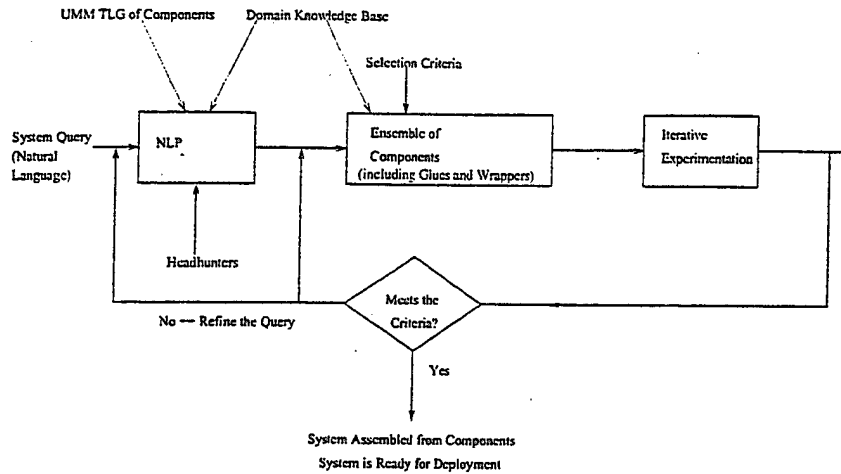 UMM TLG of Components
Domain Knowledge Base
Selection Criteria
System Query
(Natural
Language)
NLP
Ensemble of
Components
(including Glues and Wrappers)
Iterative
Experimentation
Headhunters
Meets the
Criteria?
No — Refine the Query
Yes
System Assembled from Components
System is Ready for Deployment